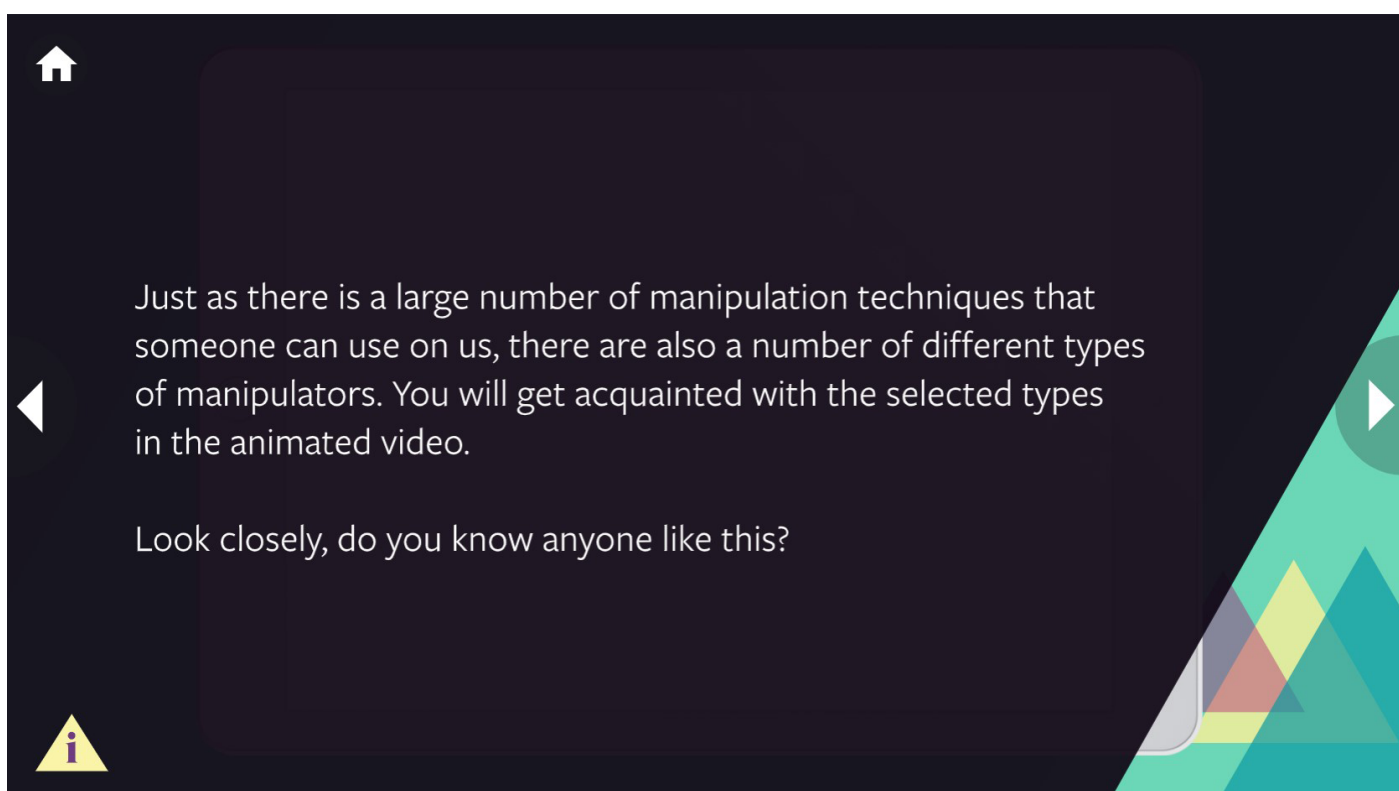 Just as there is a large number of manipulation techniques that
someone can use on us, there are also a number of different types
of manipulators. You will get acquainted with the selected types
in the animated video.
Look closely, do you know anyone like this?
i